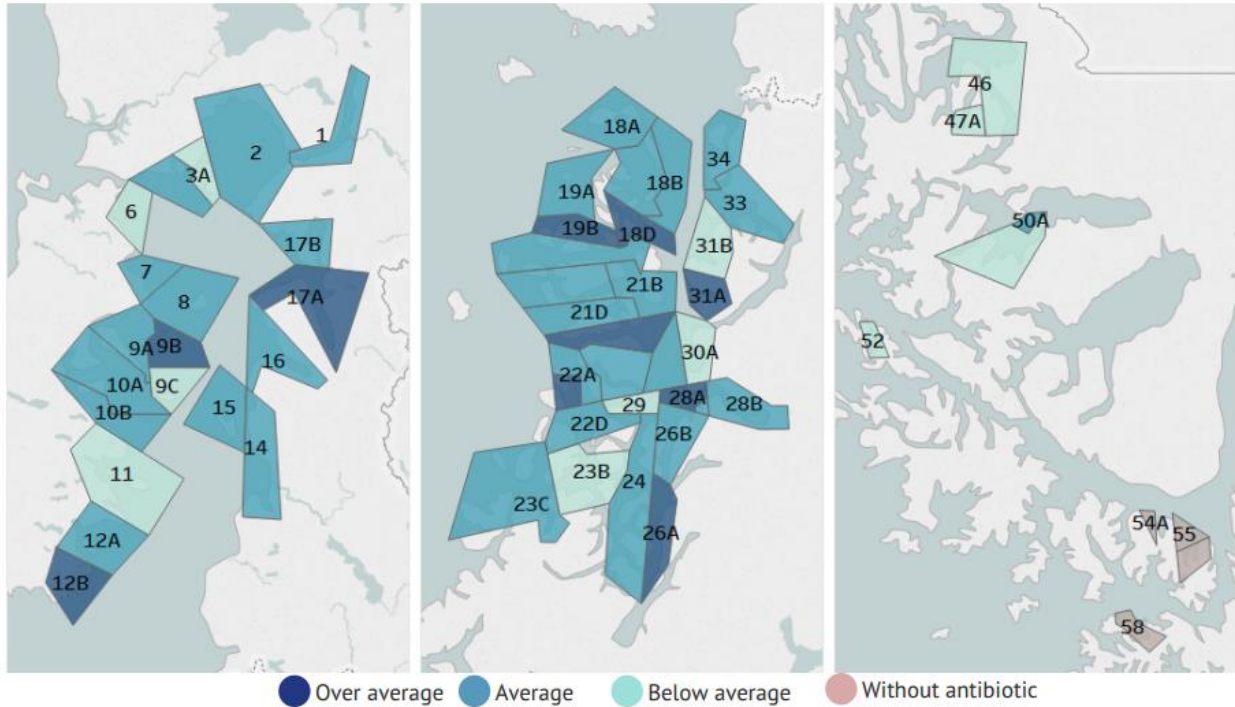 1
2
3A
6
17B
7
17A
8
9A
9B
16
10A
9C
10B
15
14
11
12A
12B
18A
34
18B
19A
33
19B
18D
31B
21B
31A
21D
30A
22A
28A
29
28B
22D
26B
23B
24
23C
26A
46
47A
50A
52
54A
55
58
Over average Average Below average Without antibiotic